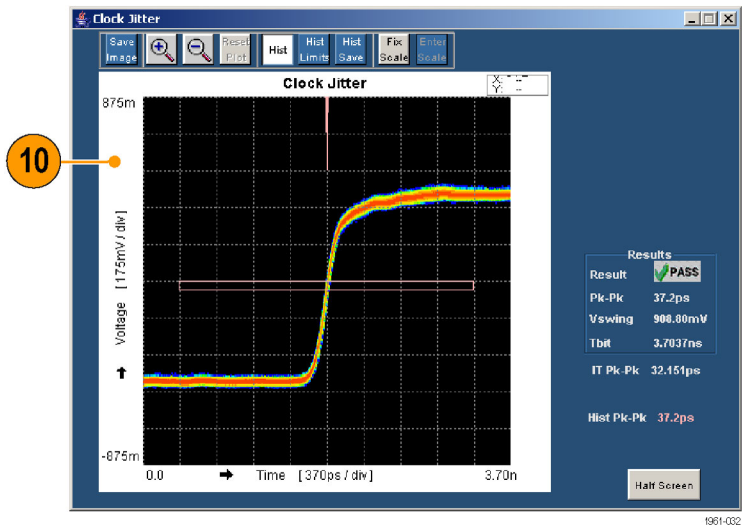 Clock Jitter
Save Image
Reset Plot
Hist
Hist Limits
Hist Save
Fix Scale
Enter Scale
Clock Jitter
X: -.--
Y: --
875m
10
Voltage [175mV / div]
-875m
0.0
Time [370ps / div]
3.70n
Results
Result PASS
Pk-Pk 37.2ps
Vswing 908.80mV
Tbit 3.7037ns
IT Pk-Pk 32.151ps
Hist Pk-Pk 37.2ps
Half Screen
1961-032